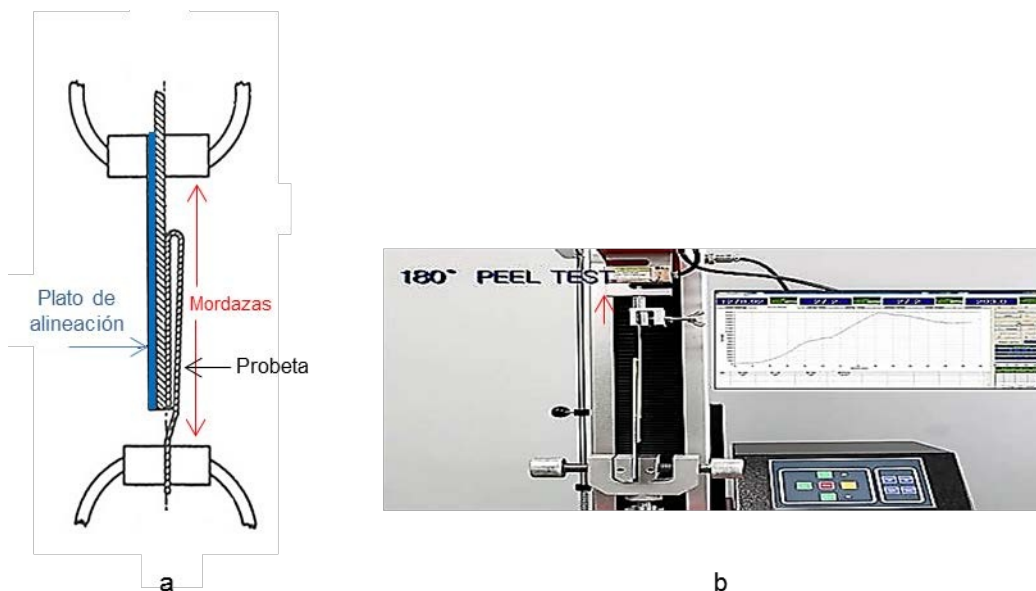 Plato de
alineación
Mordazas
Probeta
180° PEEL TEST
a
b